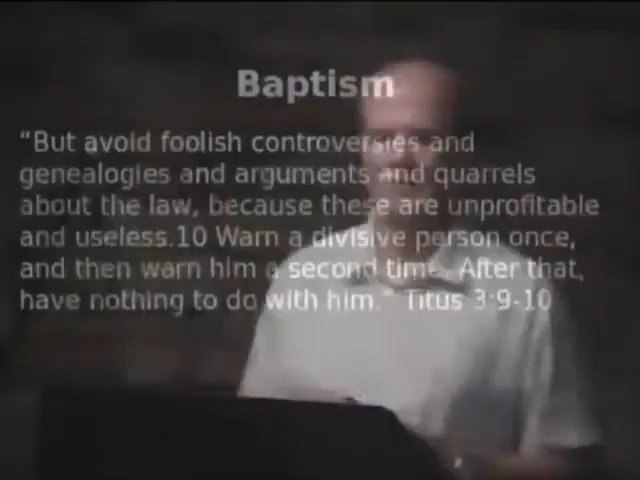 Baptism
“But avoid foolish controversies and
genealogies and arguments and quarrels
about the law, because these are unprofitable
and useless.10 Warn a divisive person once,
and then warn him a second time. After that,
have nothing to do with him.” Titus 3:9-10